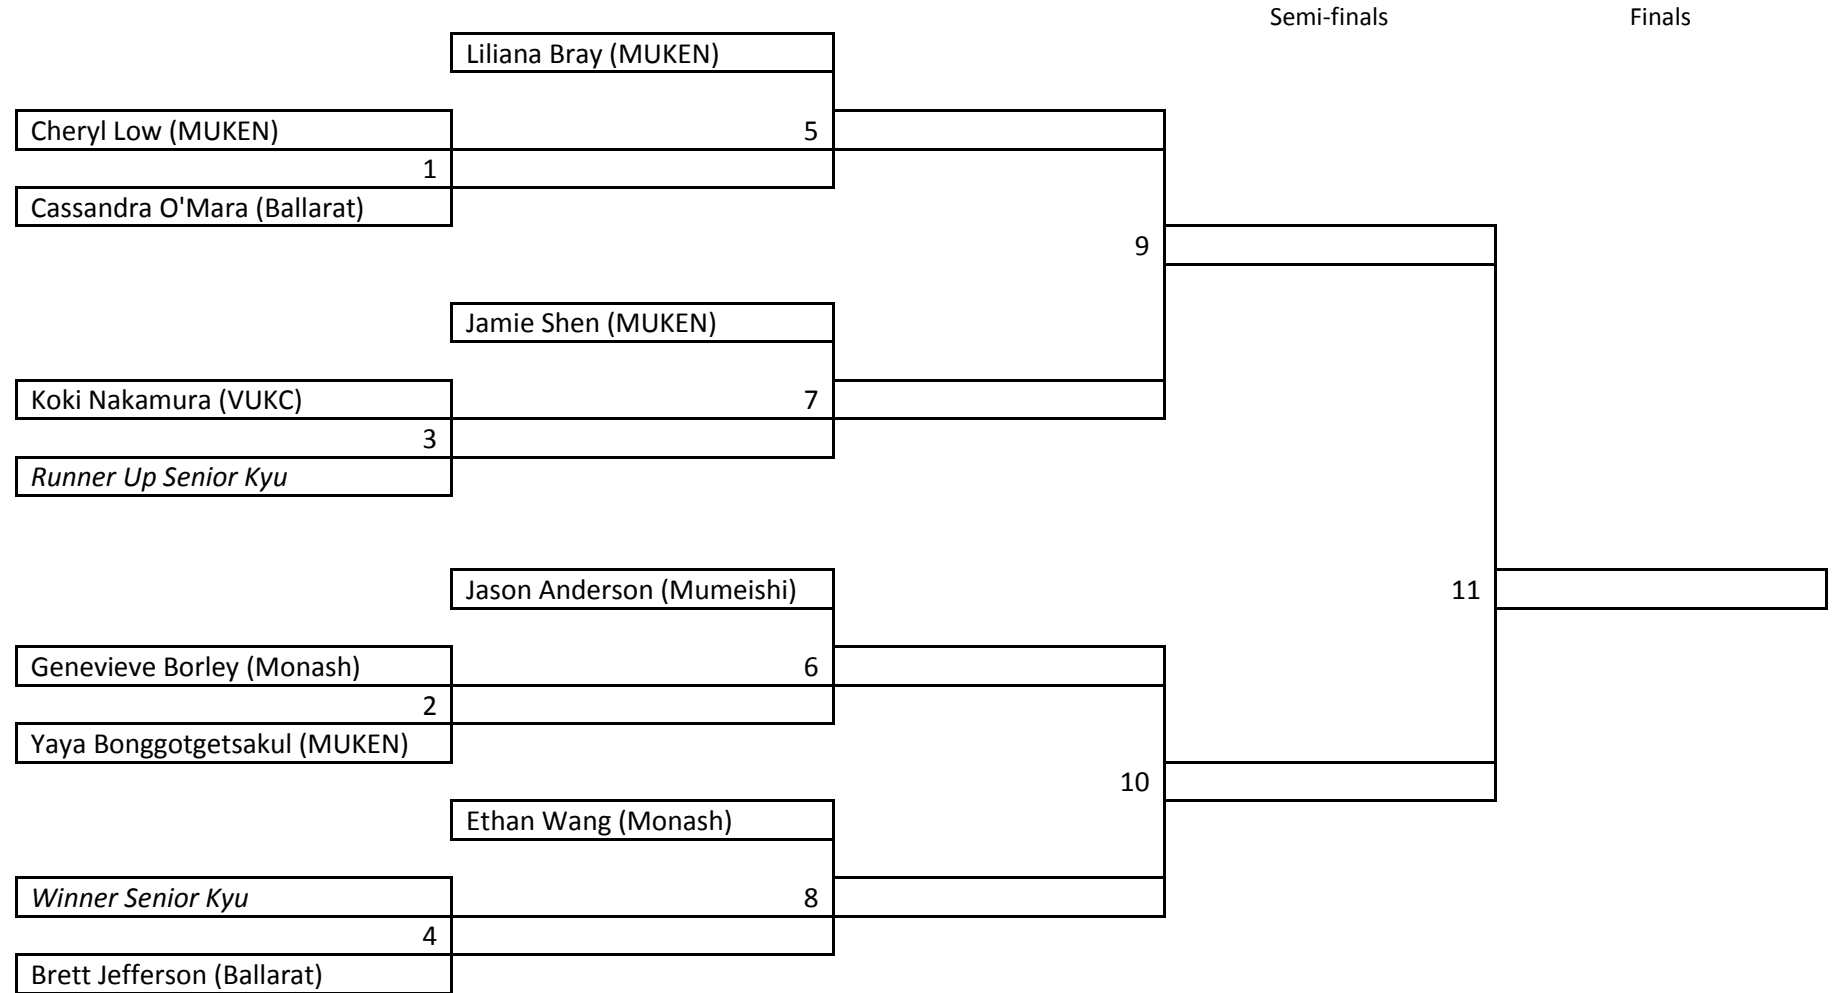 Semi-finals Finals
Liliana Bray (MUKEN)
Cheryl Low (MUKEN) 5
1
Cassandra O'Mara (Ballarat)
9
Jamie Shen (MUKEN)
Koki Nakamura (VUKC) 7
3
Runner Up Senior Kyu
Jason Anderson (Mumeishi) 11
Genevieve Borley (Monash) 6
2
Yaya Bonggotgetsakul (MUKEN)
10
Ethan Wang (Monash)
Winner Senior Kyu 8
4
Brett Jefferson (Ballarat)